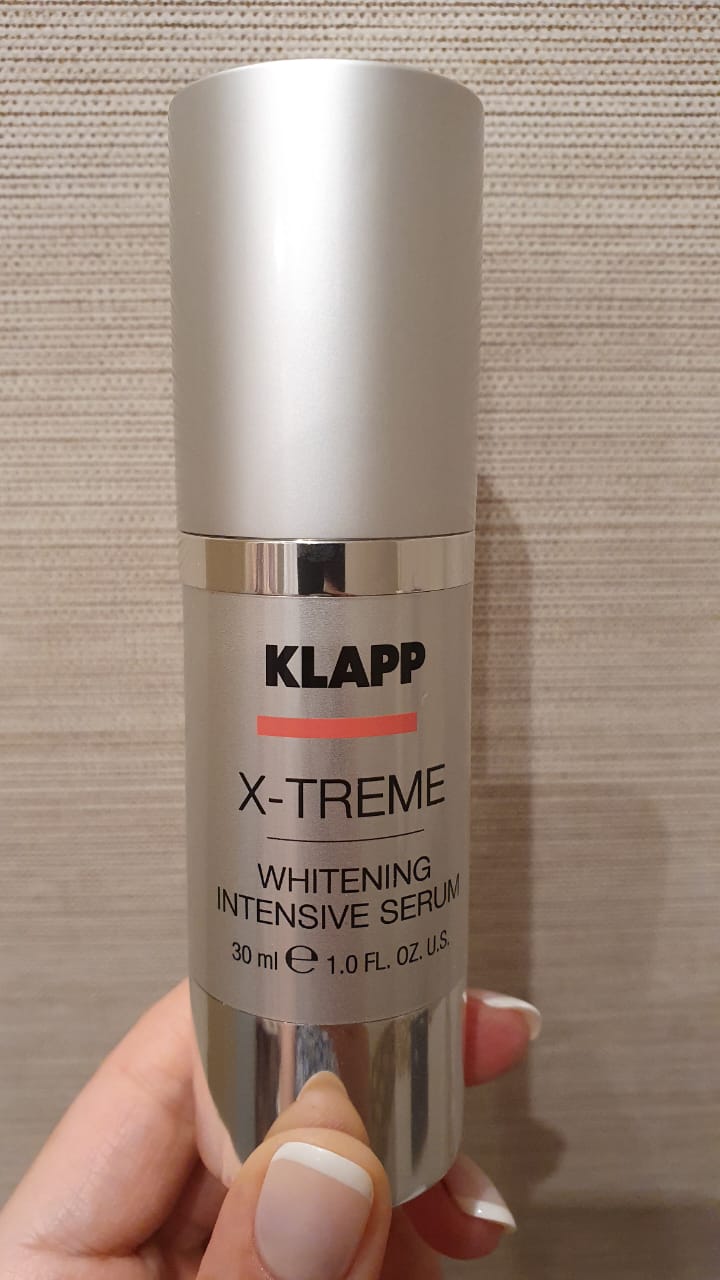 KLAPP
X-TREME
WHITENING
INTENSIVE SERUM
30 ml ℮ 1.0 FL. OZ. U.S.